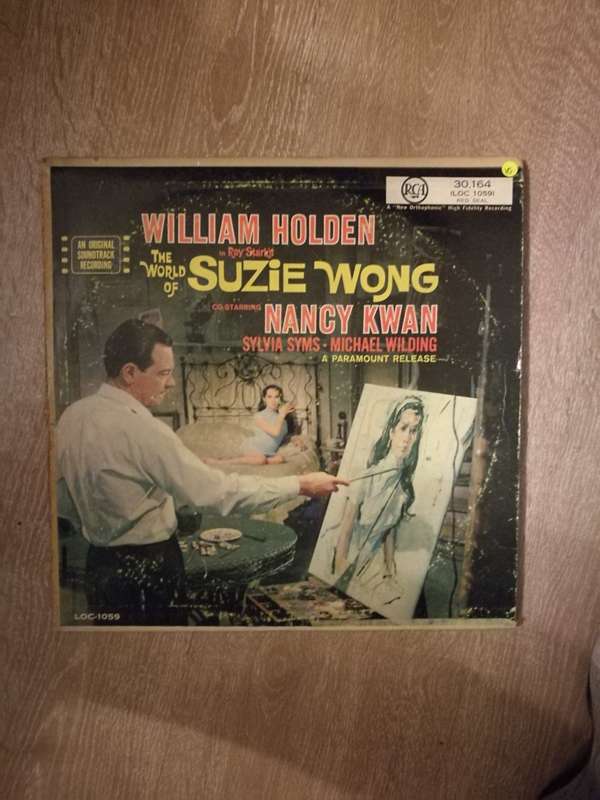 RCA
30,164
(LOC 1059)
RED SEAL
A "New Orthophonic" High Fidelity Recording
WILLIAM HOLDEN
in Ray Stark's
AN ORIGINAL
SOUNDTRACK
RECORDING
THE
WORLD
OF
SUZIE WONG
CO-STARRING
NANCY KWAN
SYLVIA SYMS • MICHAEL WILDING
A PARAMOUNT RELEASE
LOC-1059